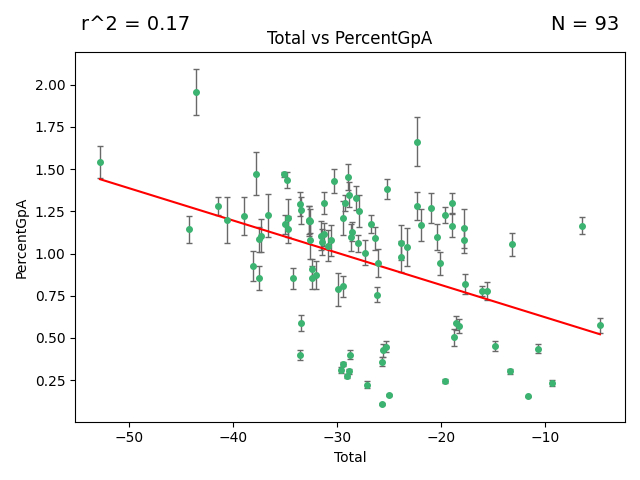 r^2 = 0.17
N = 93
Total vs PercentGpA
2.00
1.75
1.50
1.25
1.00
0.75
0.50
0.25
PercentGpA
−50
−40
−30
−20
−10
Total